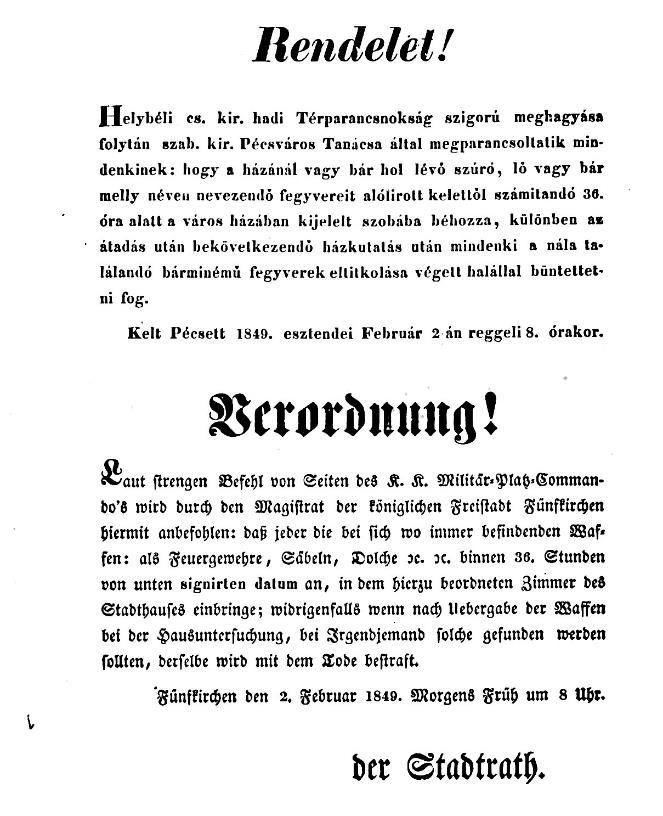 Rendelet!
Helybéli cs. kir. hadi Térparancsnokság szigorú meghagyása
folytán szab. kir. Pécsváros Tanácsa által megparancsoltatik min-
denkinek: hogy a házánál vagy bár hol lévő szúró, lő vagy bár
melly néven nevezendő fegyvereit alólirott kelettől számitandó 36.
óra alatt a város házában kijelelt szobába béhozza, különben az
átadás után bekövetkezendő házkutatás után mindenki a nála ta-
lálandó bárminémű fegyverek eltitkolása végett halállal büntettet-
ni fog.
Kelt Pécsett 1849. esztendei Február 2-án reggeli 8. órakor.
Verordnung!
Laut strengen Befehl von Seiten des K. K. Militär-Platz-Comman-
do's wird durch den Magistrat der königlichen Freistadt Fünfkirchen
hiermit anbefohlen: daß jeder die bei sich wo immer befindenden Waf-
fen: als Feuergewehre, Säbeln, Dolche ꝛc. ꝛc. binnen 36. Stunden
von unten signirten datum an, in dem hierzu beordneten Zimmer des
Stadthauses einbringe; widrigenfalls wenn nach Uebergabe der Waffen
bei der Hausuntersuchung, bei Irgendjemand solche gefunden werden
sollten, derselbe wird mit dem Tode bestraft.
Fünfkirchen den 2. Februar 1849. Morgens Früh um 8 Uhr.
der Stadtrath.